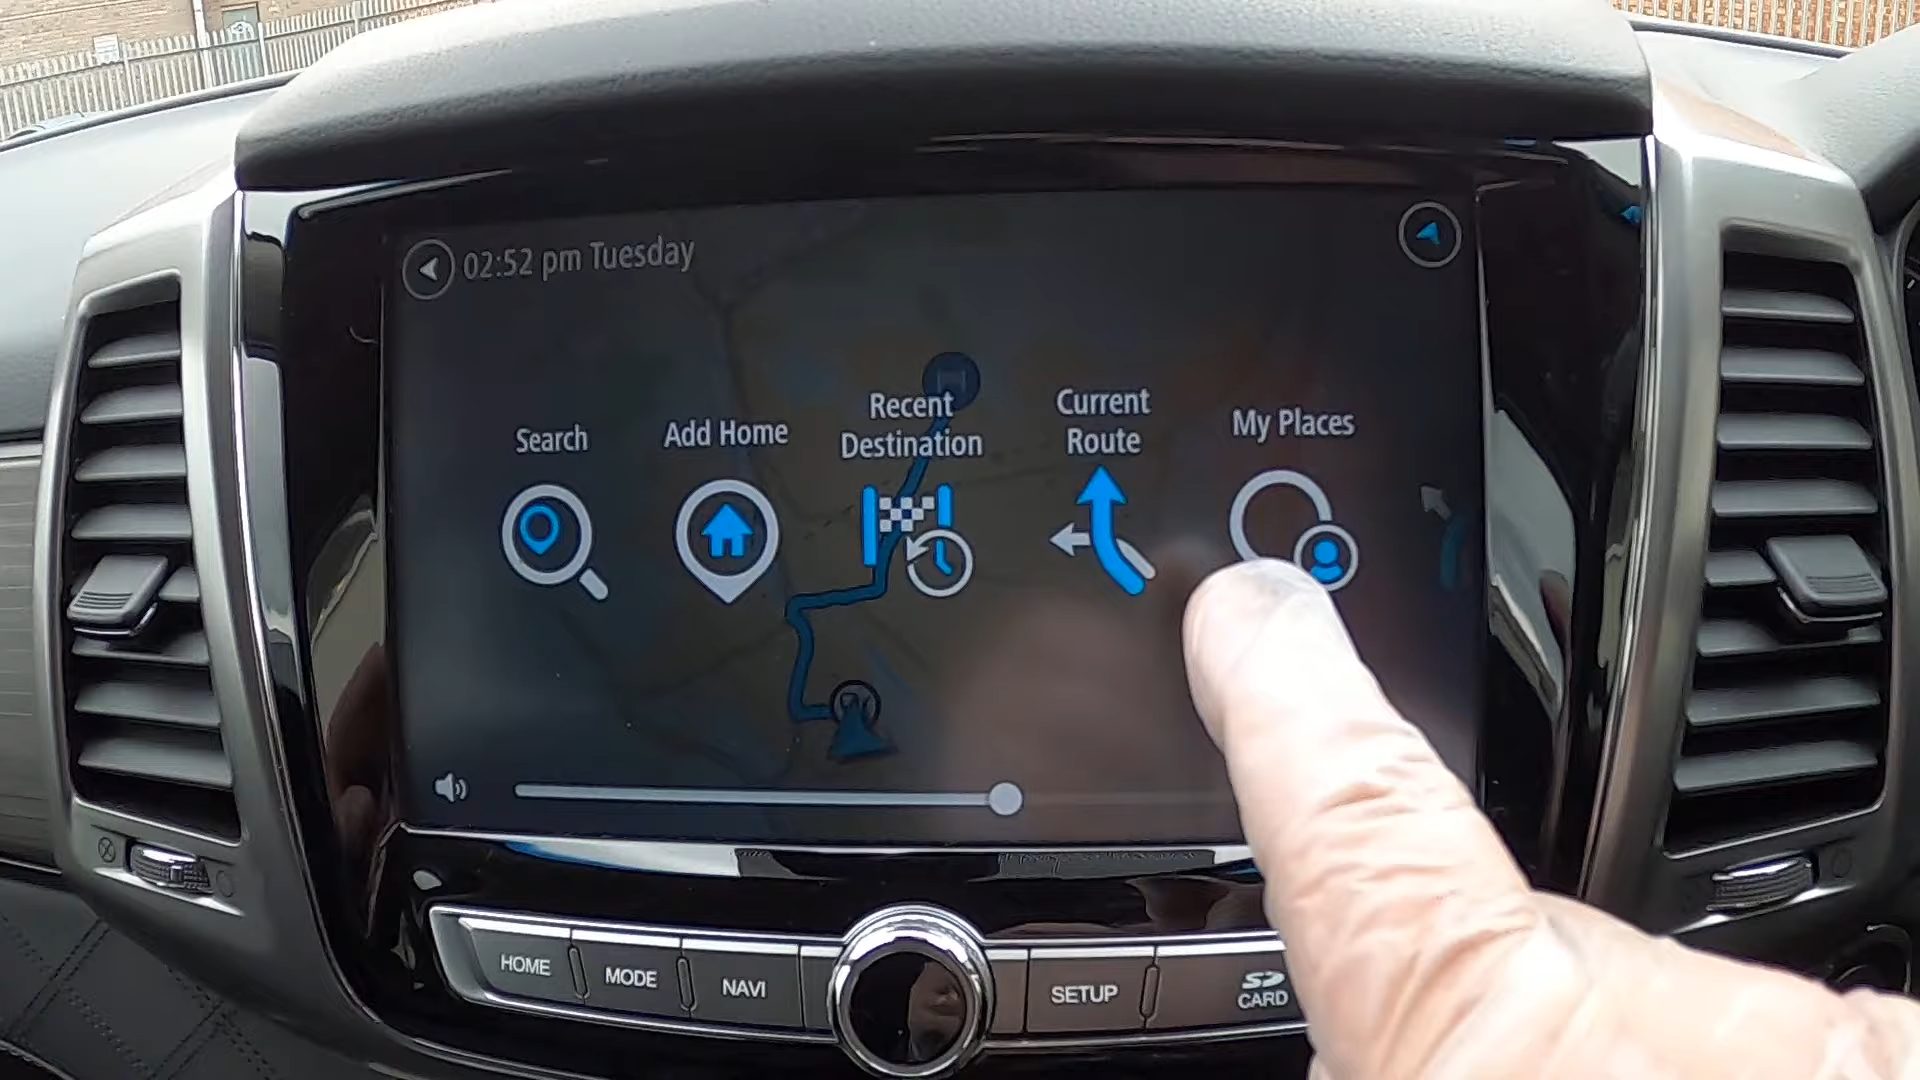 02:52 pm Tuesday
Search
Add Home
Recent
Destination
Current
Route
My Places
HOME
MODE
NAVI
SETUP
SD
CARD